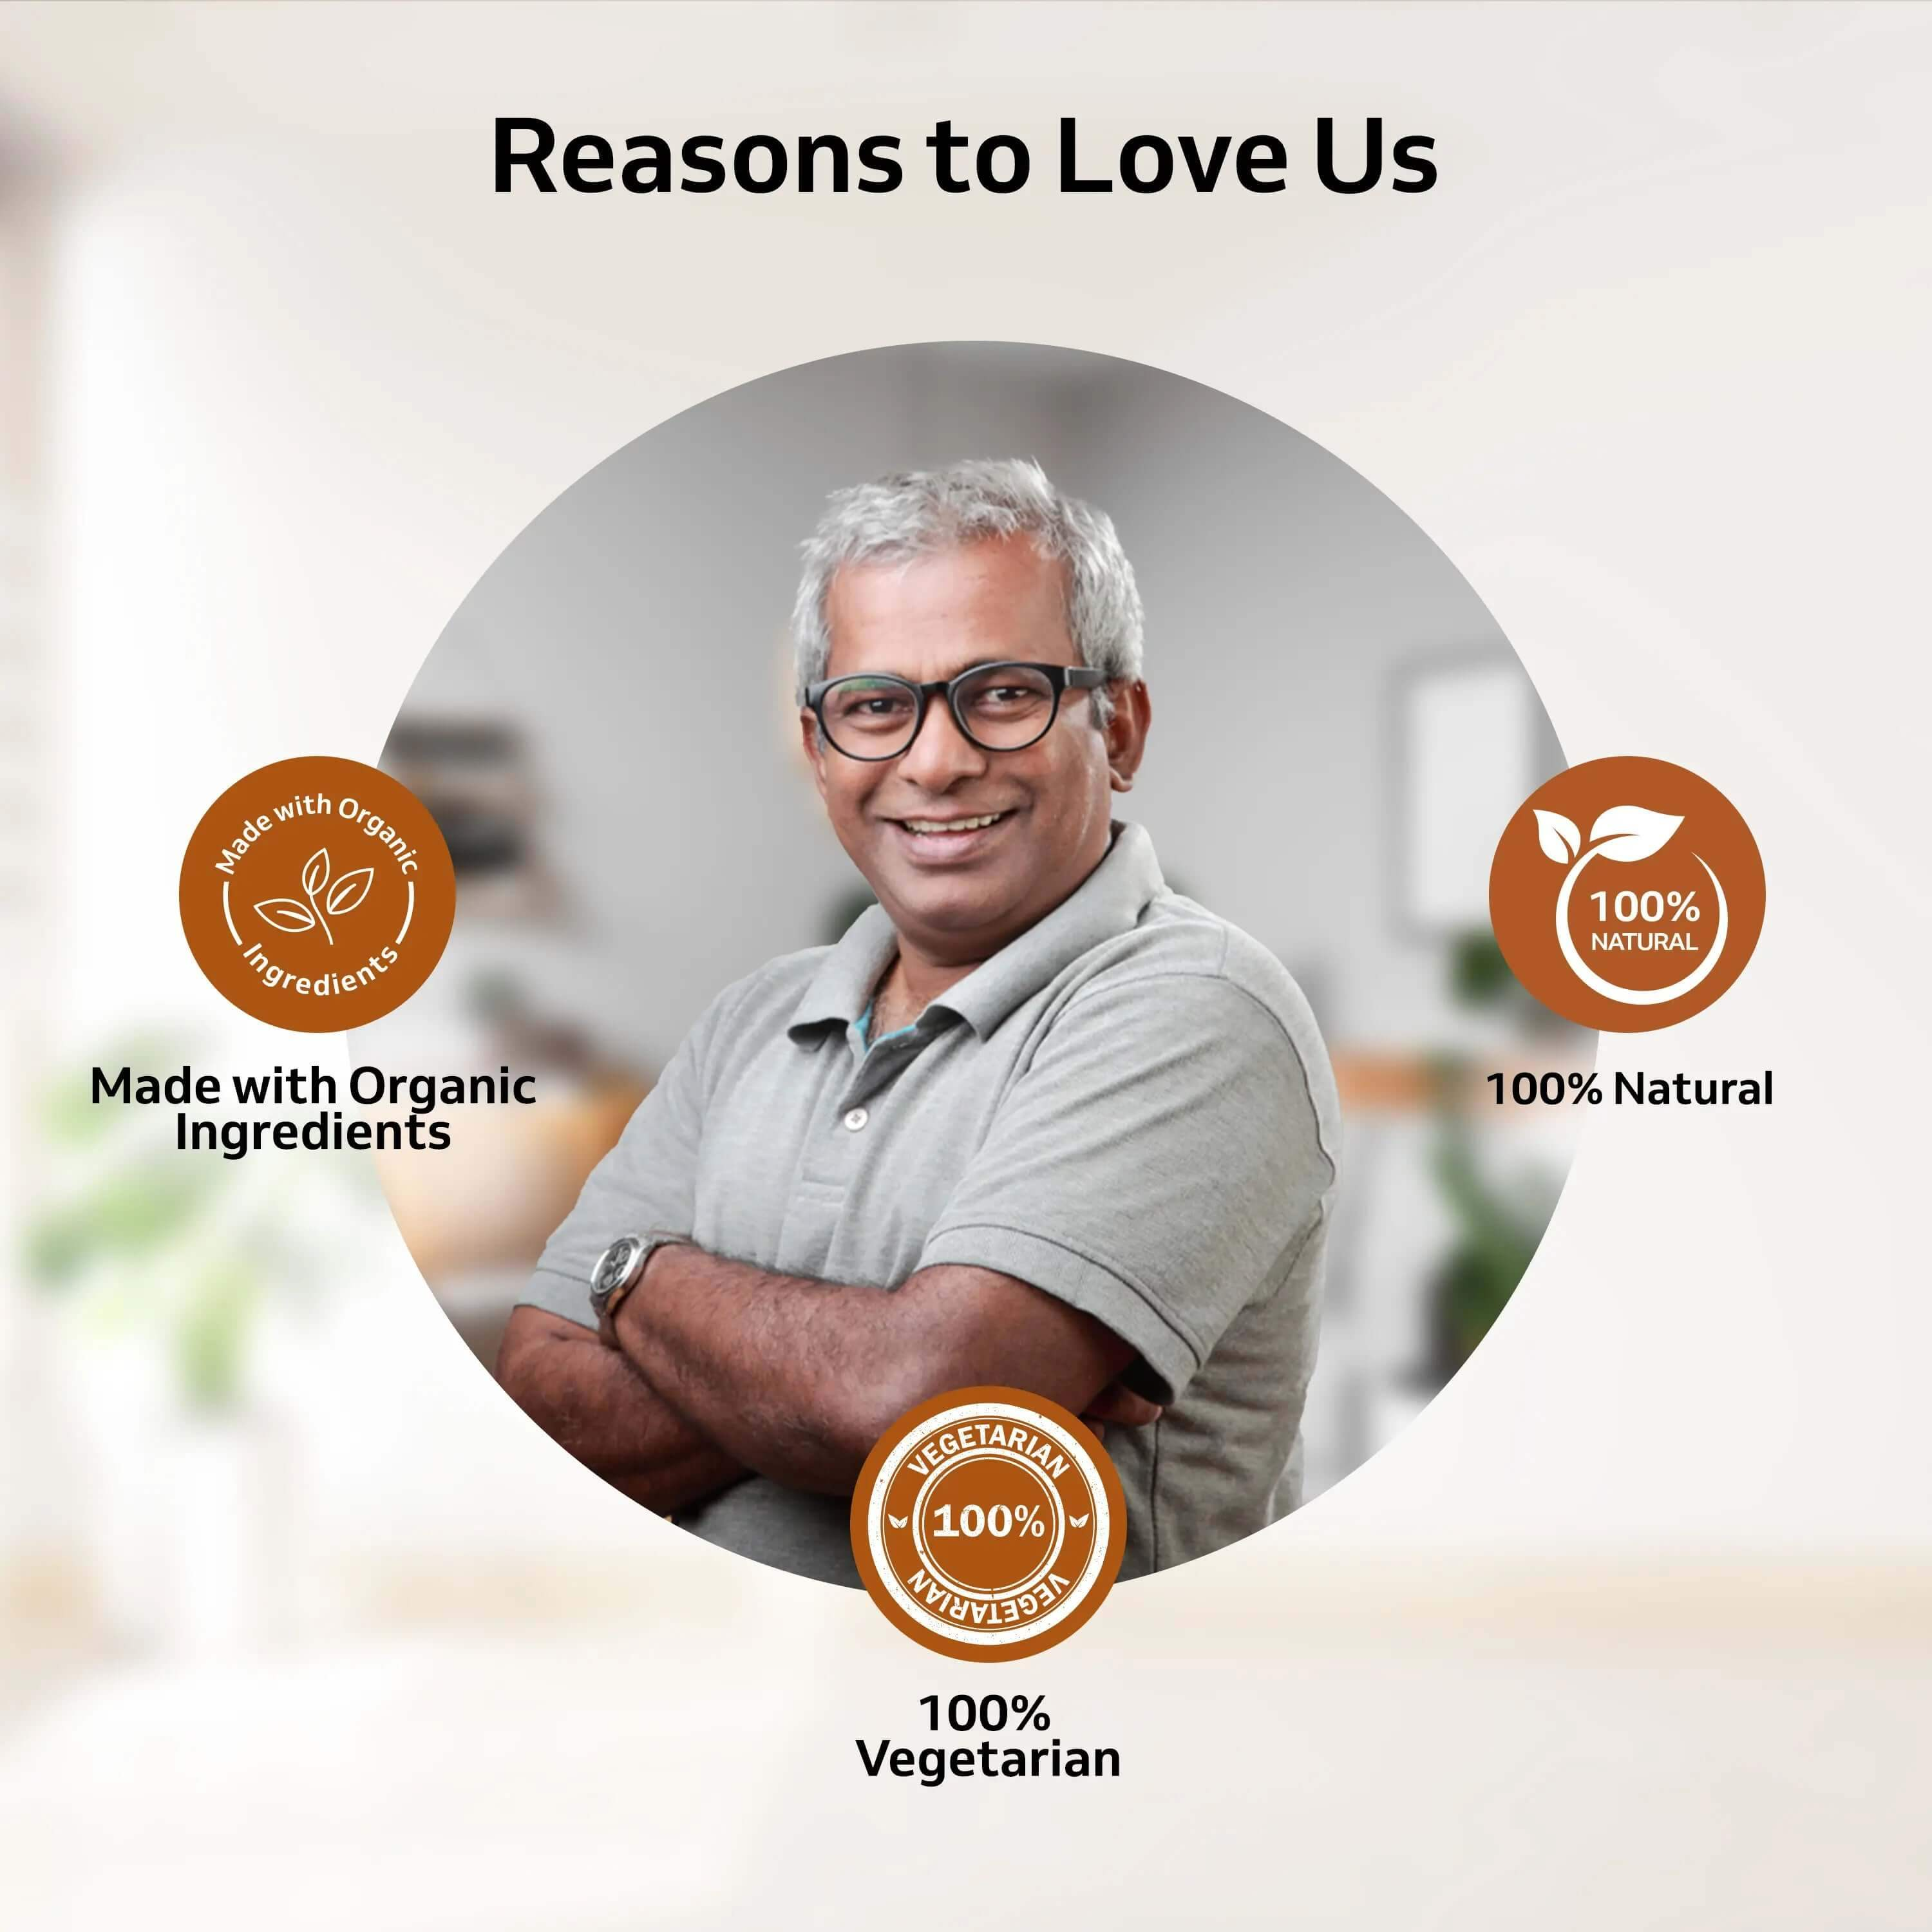 Reasons to Love Us
Made with Organic
Ingredients
Made with Organic
Ingredients
100%
NATURAL
100% Natural
VEGETARIAN
100%
VEGETARIAN
100%
Vegetarian